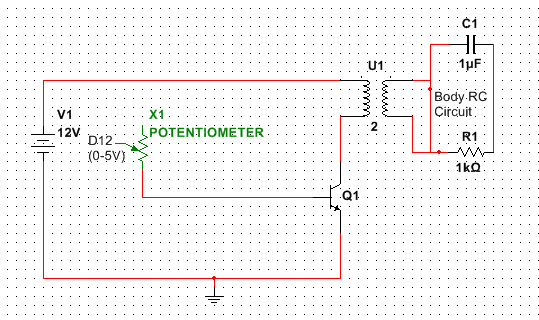 C1
1µF
U1
2
Body RC
Circuit
R1
1kΩ
V1
12V
X1
POTENTIOMETER
D12
(0-5V)
Q1